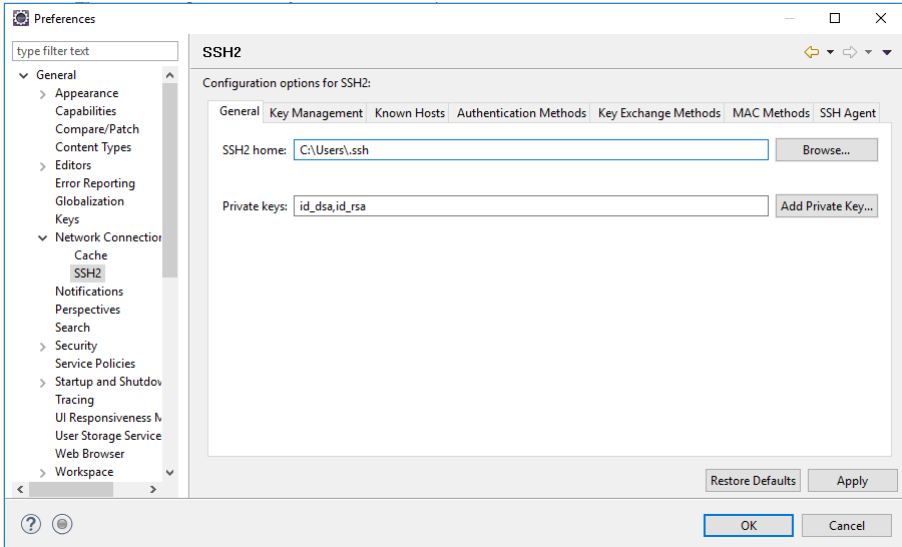 Preferences
type filter text
SSH2
General
Appearance
Capabilities
Compare/Patch
Content Types
Editors
Error Reporting
Globalization
Keys
Network Connection
Cache
SSH2
Notifications
Perspectives
Search
Security
Service Policies
Startup and Shutdov
Tracing
UI Responsiveness M
User Storage Service
Web Browser
Workspace
Configuration options for SSH2:
General Key Management Known Hosts Authentication Methods Key Exchange Methods MAC Methods SSH Agent
SSH2 home: C:\Users\.ssh Browse...
Private keys: id_dsa,id_rsa Add Private Key...
Restore Defaults Apply
? OK Cancel